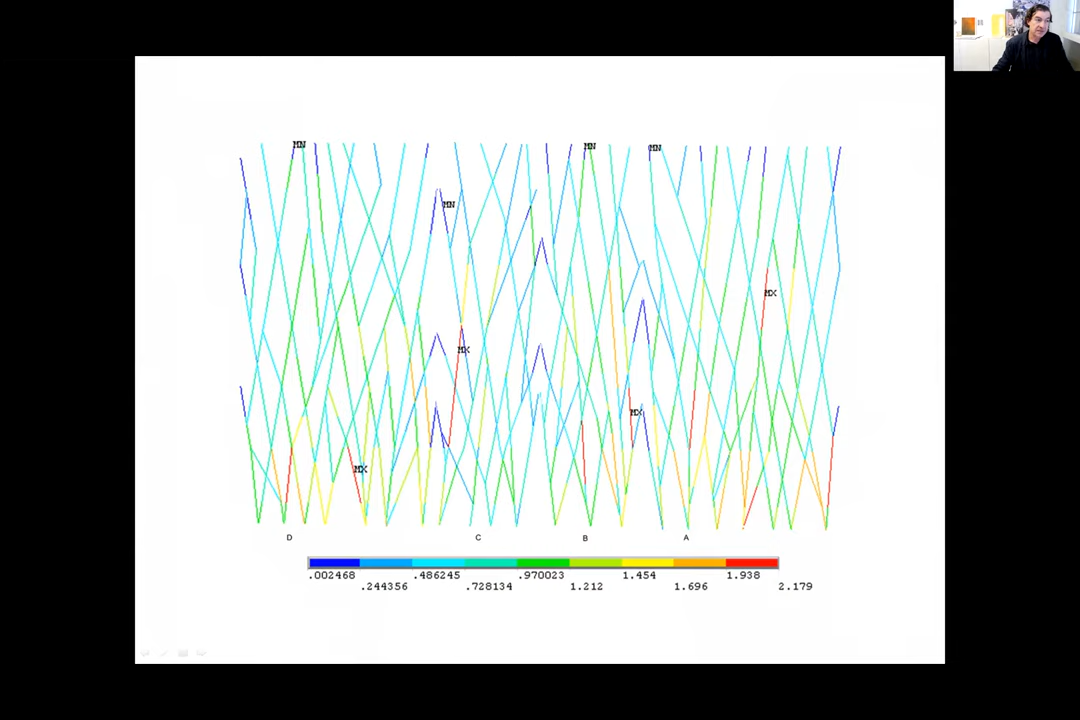 MN MN MN
MN
MX
MX
MX
MX
D C B A
.002468 .486245 .970023 1.454 1.938
.244356 .728134 1.212 1.696 2.179